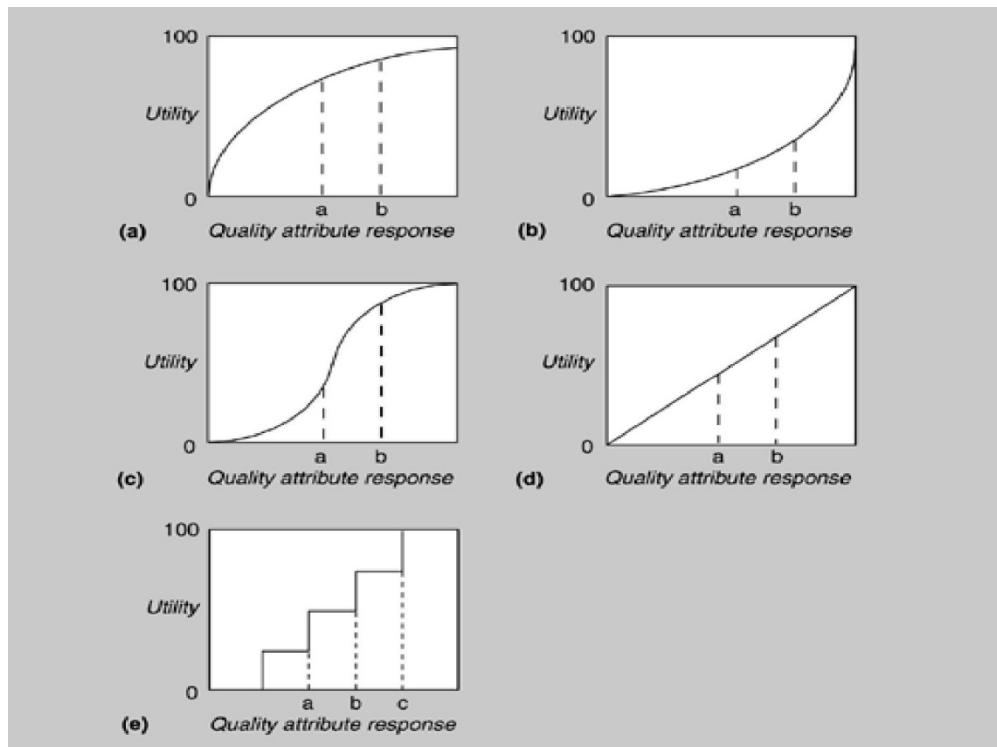 100
Utility
0
a b
(a) Quality attribute response
100
Utility
0
a b
(b) Quality attribute response
100
Utility
0
a b
(c) Quality attribute response
100
Utility
0
a b
(d) Quality attribute response
100
Utility
0
a b c
(e) Quality attribute response